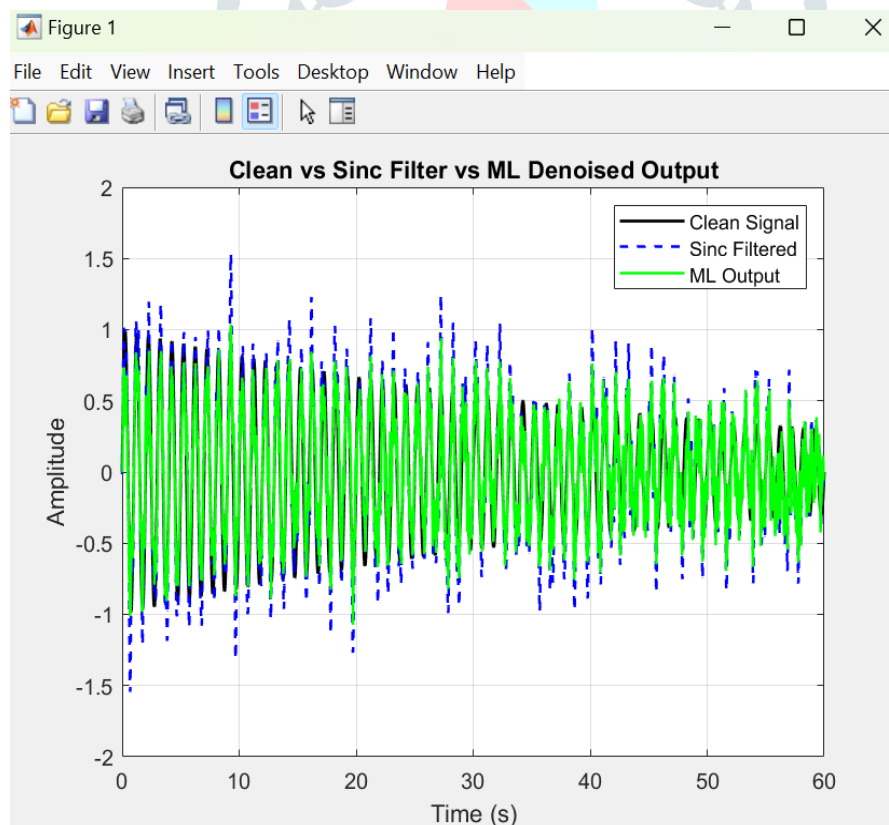 Figure 1
File Edit View Insert Tools Desktop Window Help
Clean vs Sinc Filter vs ML Denoised Output
Clean Signal
Sinc Filtered
ML Output
2
1.5
1
0.5
0
-0.5
-1
-1.5
-2
Amplitude
0 10 20 30 40 50 60
Time (s)